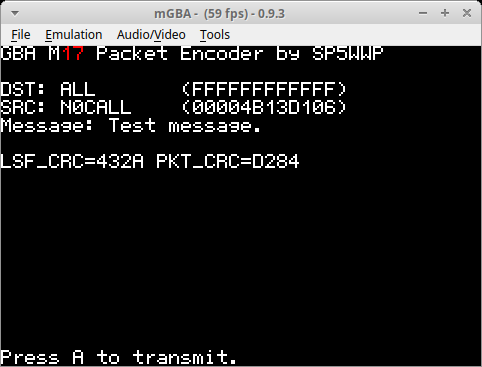 mGBA - (59 fps) - 0.9.3
File Emulation Audio/Video Tools
GBA M17 Packet Encoder by SP5WWP
DST: ALL (FFFFFFFFFFFF)
SRC: N0CALL (00004B13D106)
Message: Test message.
LSF_CRC=432A PKT_CRC=D284
Press A to transmit.